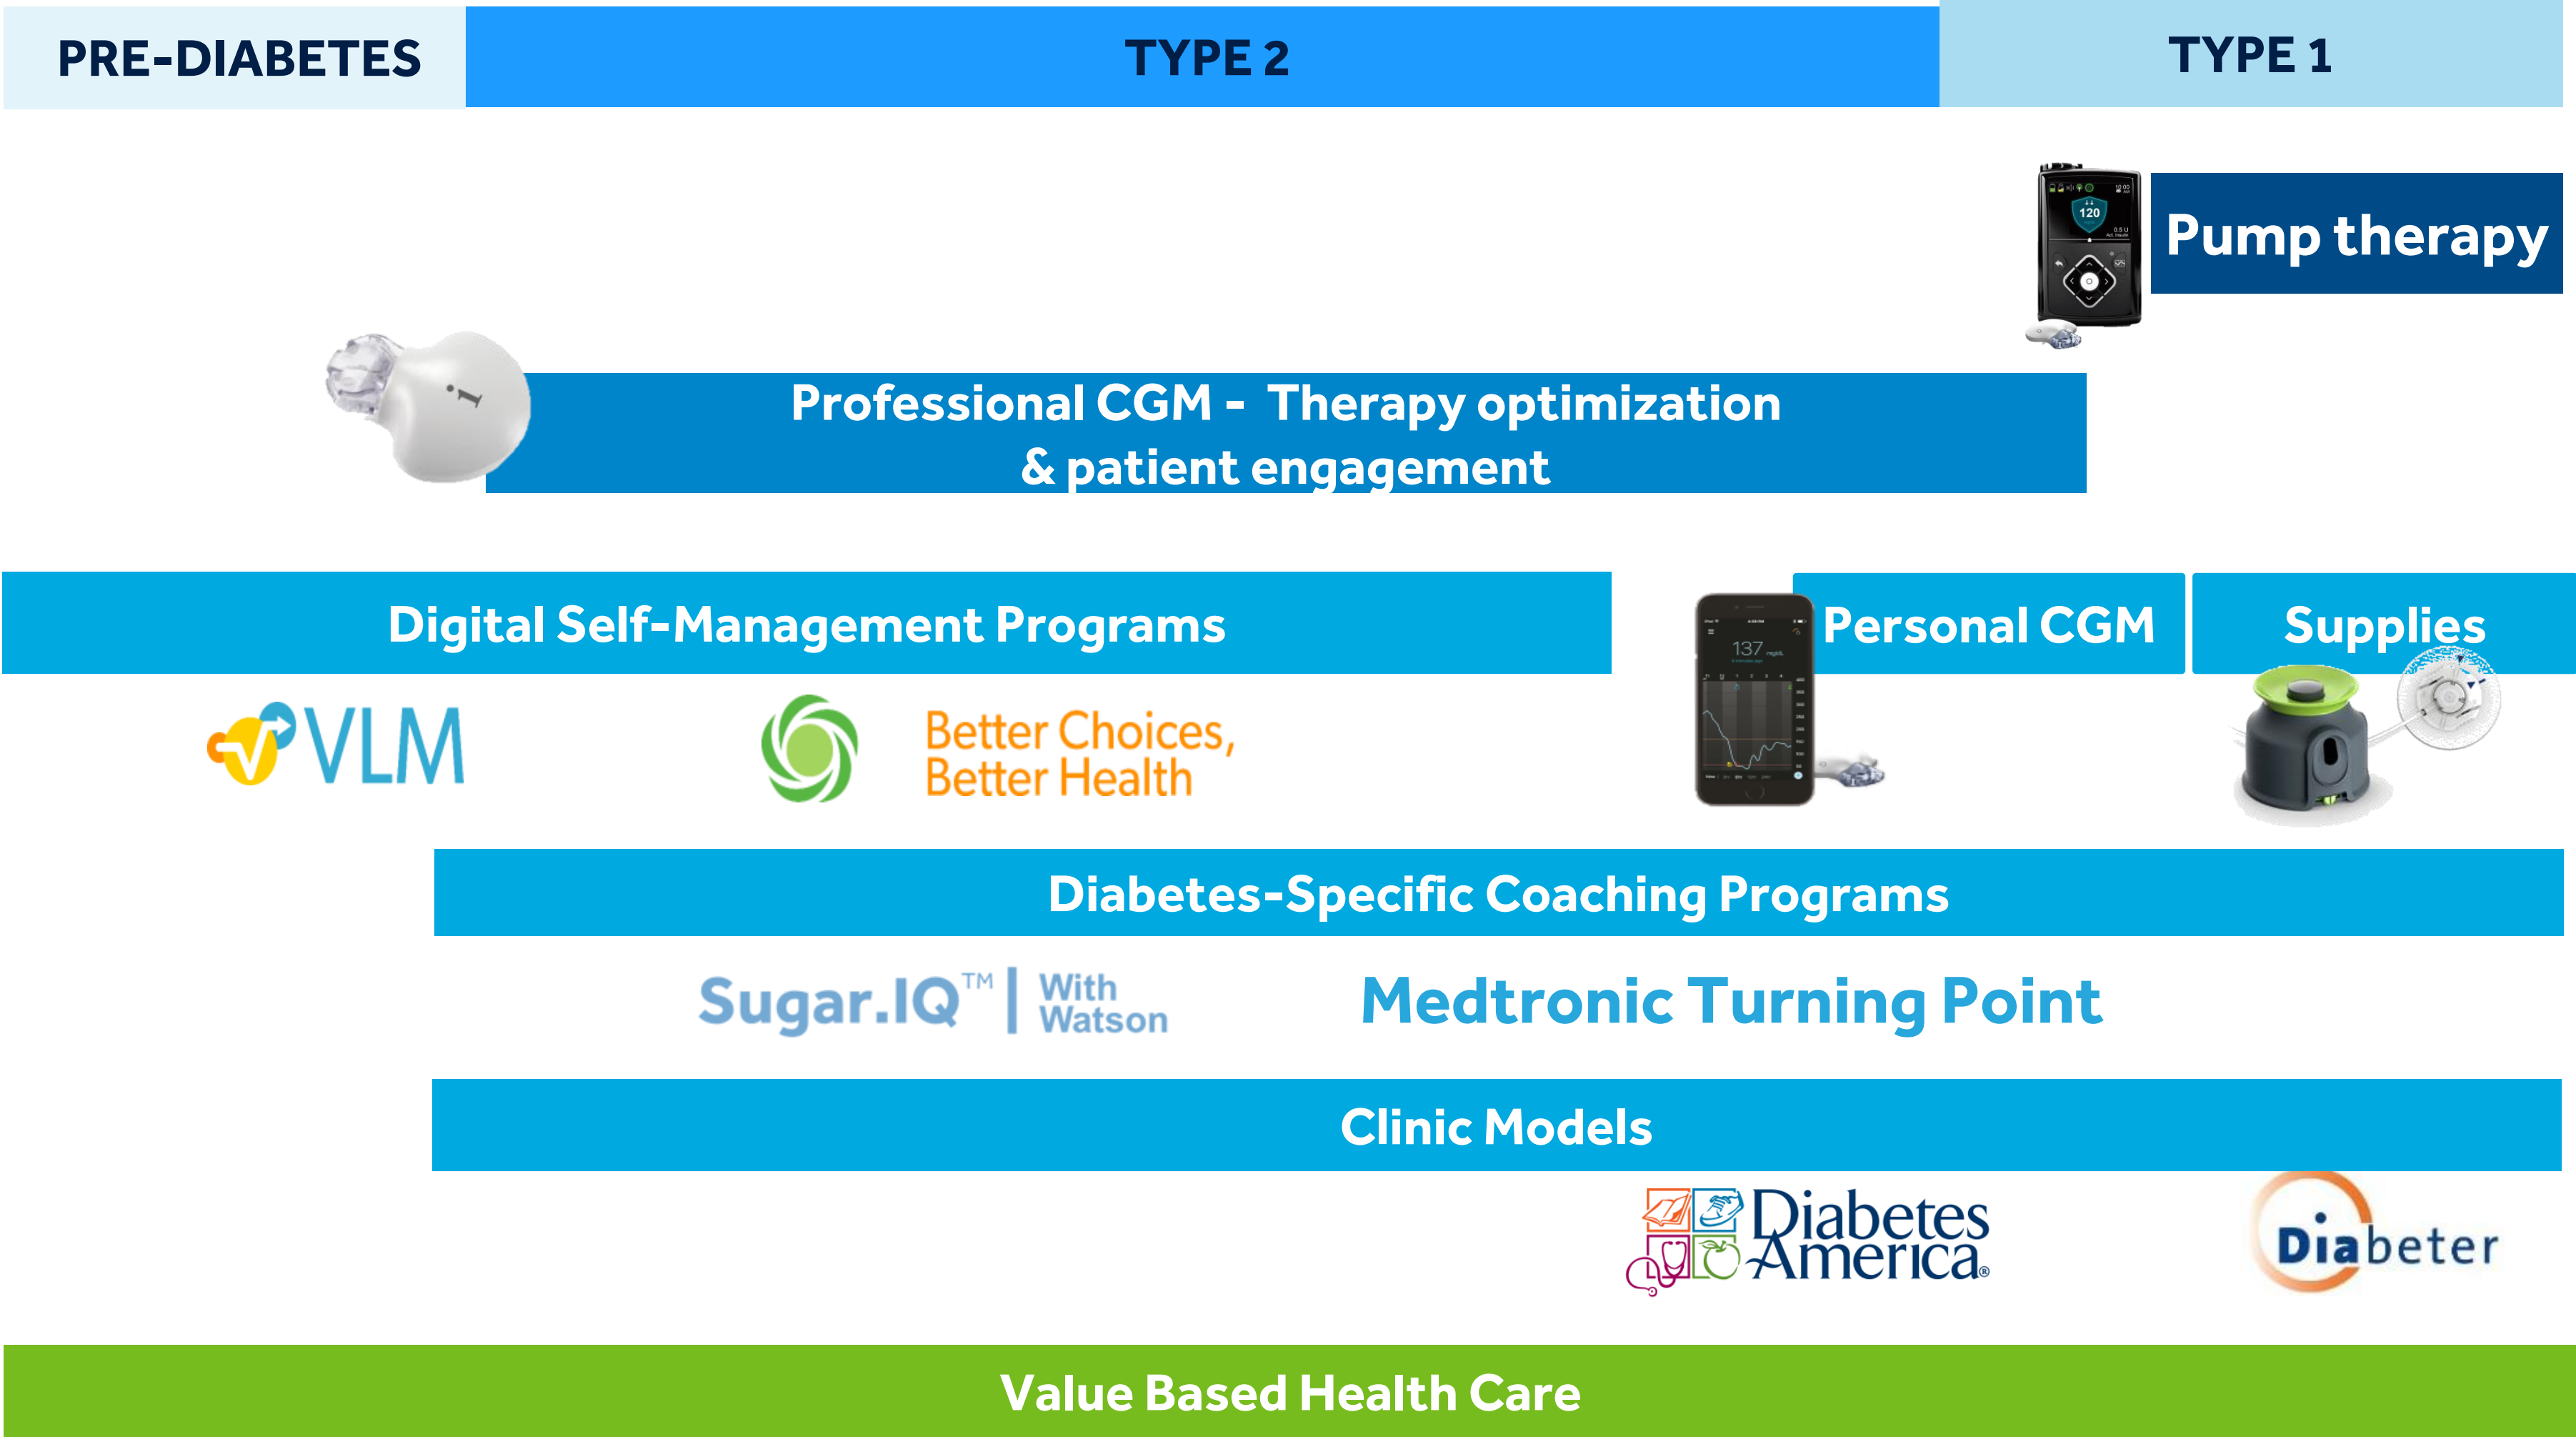 PRE-DIABETES
TYPE 2
TYPE 1
120
Pump therapy
i
Professional CGM - Therapy optimization
& patient engagement
Digital Self-Management Programs
Personal CGM
Supplies
137
VLM
Better Choices,
Better Health
Diabetes-Specific Coaching Programs
Sugar.IQ™ | With
Watson
Medtronic Turning Point
Clinic Models
Diabetes
America®
Diabeter
Value Based Health Care